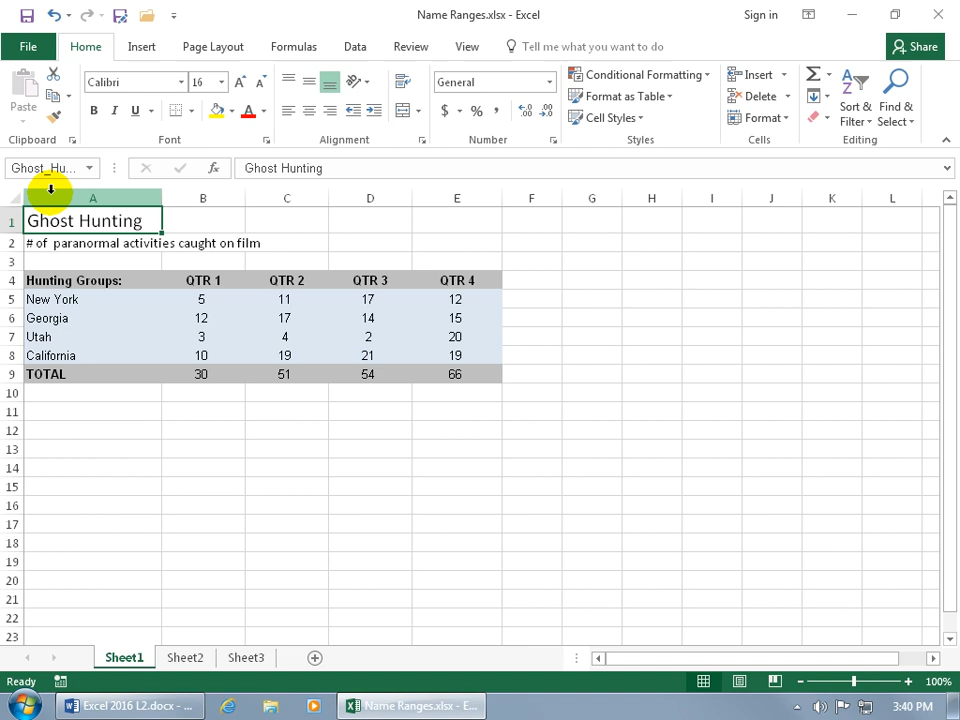 Name Ranges.xlsx - Excel
Sign in
File Home Insert Page Layout Formulas Data Review View Tell me what you want to do Share
Paste
Calibri 16
B I U
General
$ % ,
Conditional Formatting
Format as Table
Cell Styles
Insert
Delete
Format
Sort & Filter
Find & Select
Clipboard Font Alignment Number Styles Cells Editing
Ghost_Hu... fx Ghost Hunting
A B C D E F G H I J K L
1 Ghost Hunting
2 # of paranormal activities caught on film
3
4 Hunting Groups: QTR 1 QTR 2 QTR 3 QTR 4
5 New York 5 11 17 12
6 Georgia 12 17 14 15
7 Utah 3 4 2 20
8 California 10 19 21 19
9 TOTAL 30 51 54 66
10
11
12
13
14
15
16
17
18
19
20
21
22
23
Sheet1 Sheet2 Sheet3
Ready 100%
Excel 2016 L2.docx - ... Name Ranges.xlsx - E... 3:40 PM